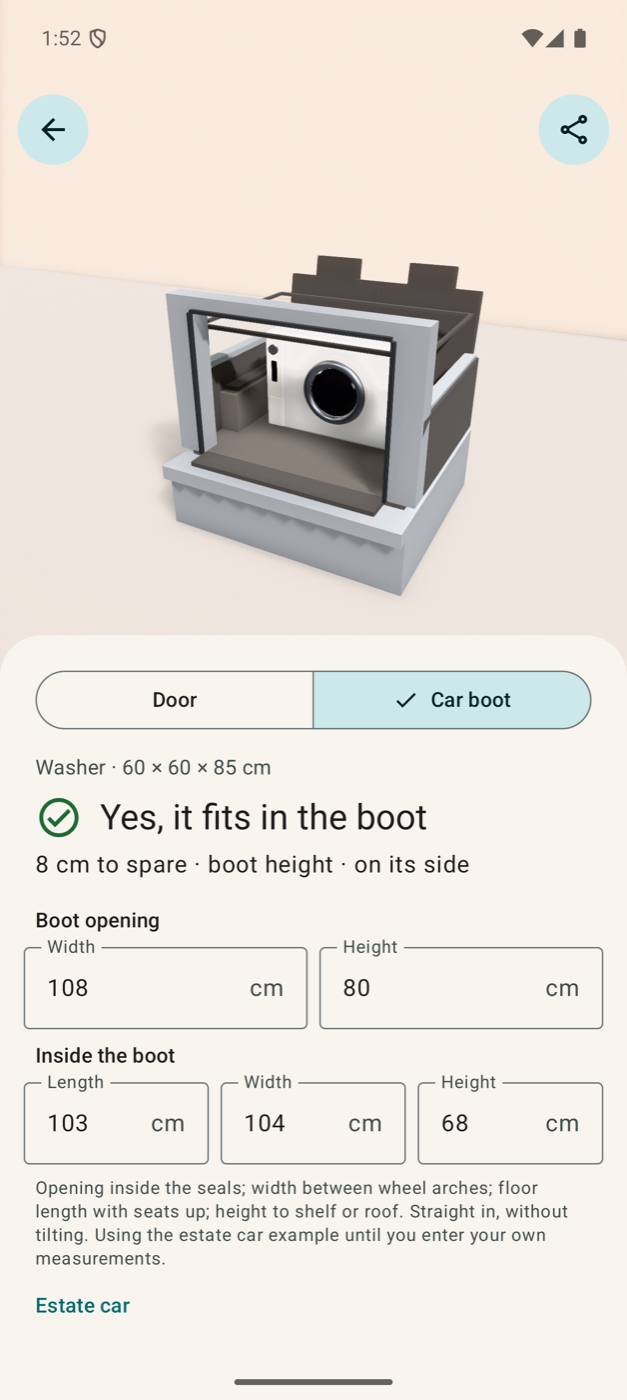 1:52
Door
Car boot
Washer · 60 × 60 × 85 cm
Yes, it fits in the boot
8 cm to spare · boot height · on its side
Boot opening
Width
Height
108 cm
80 cm
Inside the boot
Length
Width
Height
103 cm
104 cm
68 cm
Opening inside the seals; width between wheel arches; floor
length with seats up; height to shelf or roof. Straight in, without
tilting. Using the estate car example until you enter your own
measurements.
Estate car